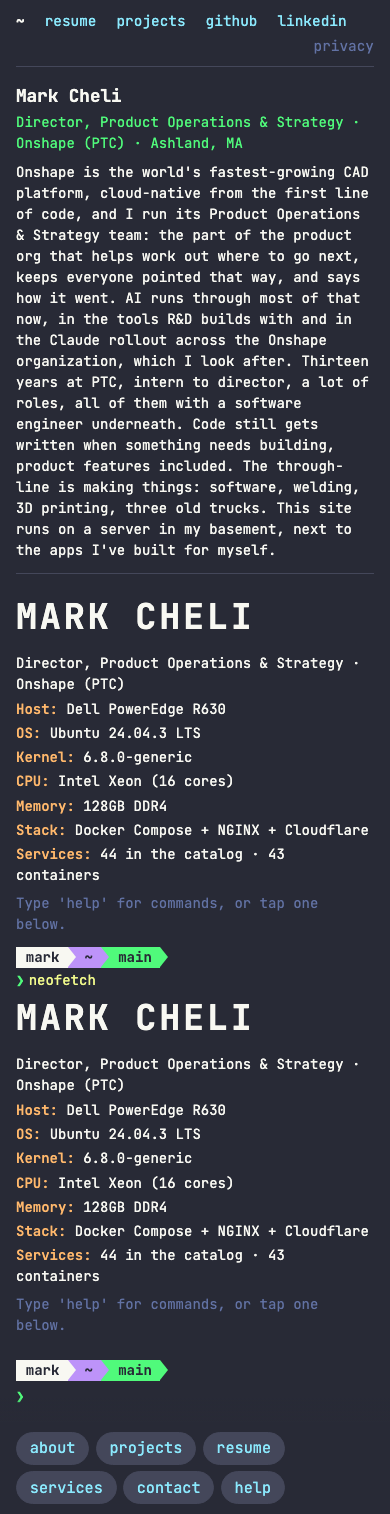 ~ resume projects github linkedin
privacy
Mark Cheli
Director, Product Operations & Strategy ·
Onshape (PTC) · Ashland, MA
Onshape is the world's fastest-growing CAD
platform, cloud-native from the first line
of code, and I run its Product Operations
& Strategy team: the part of the product
org that helps work out where to go next,
keeps everyone pointed that way, and says
how it went. AI runs through most of that
now, in the tools R&D builds with and in
the Claude rollout across the Onshape
organization, which I look after. Thirteen
years at PTC, intern to director, a lot of
roles, all of them with a software
engineer underneath. Code still gets
written when something needs building,
product features included. The through-
line is making things: software, welding,
3D printing, three old trucks. This site
runs on a server in my basement, next to
the apps I've built for myself.
MARK CHELI
Director, Product Operations & Strategy ·
Onshape (PTC)
Host: Dell PowerEdge R630
OS: Ubuntu 24.04.3 LTS
Kernel: 6.8.0-generic
CPU: Intel Xeon (16 cores)
Memory: 128GB DDR4
Stack: Docker Compose + NGINX + Cloudflare
Services: 44 in the catalog · 43
containers
Type 'help' for commands, or tap one
below.
mark ~ main
❯ neofetch
MARK CHELI
Director, Product Operations & Strategy ·
Onshape (PTC)
Host: Dell PowerEdge R630
OS: Ubuntu 24.04.3 LTS
Kernel: 6.8.0-generic
CPU: Intel Xeon (16 cores)
Memory: 128GB DDR4
Stack: Docker Compose + NGINX + Cloudflare
Services: 44 in the catalog · 43
containers
Type 'help' for commands, or tap one
below.
mark ~ main
❯
about projects resume
services contact help